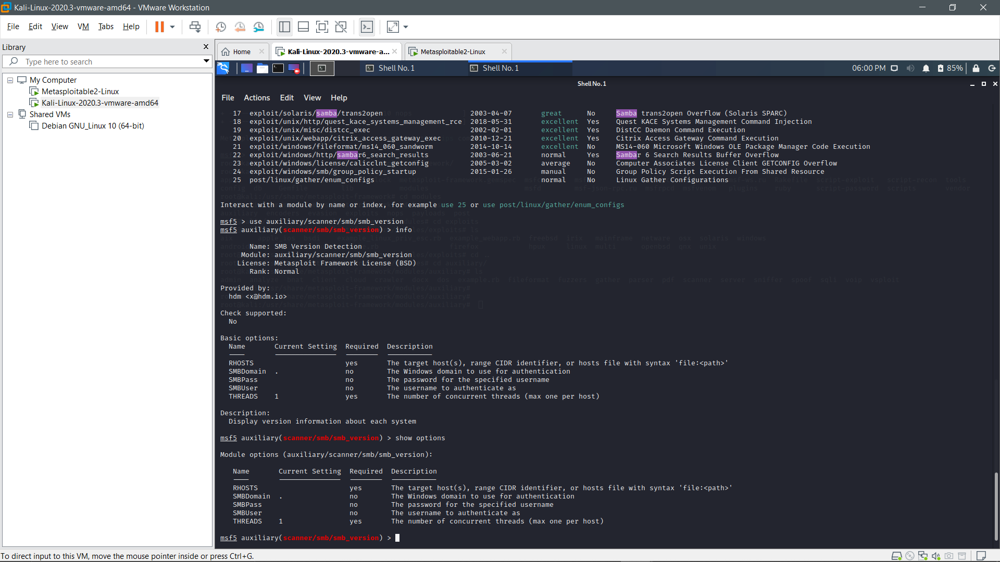 Kali-Linux-2020.3-vmware-amd64 - VMware Workstation
File Edit View VM Tabs Help
Library
Type here to search
My Computer
Metasploitable2-Linux
Kali-Linux-2020.3-vmware-amd64
Shared VMs
Debian GNU_Linux 10 (64-bit)
Home Kali-Linux-2020.3-vmware-a... Metasploitable2-Linux
Shell No. 1 Shell No. 1 06:00 PM 85%
Shell No. 1
File Actions Edit View Help
17 exploit/solaris/samba/trans2open 2003-04-07 great No Samba trans2open Overflow (Solaris SPARC)
18 exploit/unix/http/quest_kace_systems_management_rce 2018-05-31 excellent Yes Quest KACE Systems Management Command Injection
19 exploit/unix/misc/distcc_exec 2002-02-01 excellent Yes DistCC Daemon Command Execution
20 exploit/unix/webapp/citrix_access_gateway_exec 2010-12-21 excellent Yes Citrix Access Gateway Command Execution
21 exploit/windows/fileformat/ms14_060_sandworm 2014-10-14 excellent No MS14-060 Microsoft Windows OLE Package Manager Code Execution
22 exploit/windows/http/sambar6_search_results 2003-06-21 normal Yes Sambar 6 Search Results Buffer Overflow
23 exploit/windows/license/calicclnt_getconfig 2005-03-02 average No Computer Associates License Client GETCONFIG Overflow
24 exploit/windows/smb/group_policy_startup 2015-01-26 manual No Group Policy Script Execution From Shared Resource
25 post/linux/gather/enum_configs normal No Linux Gather Configurations
Interact with a module by name or index, for example use 25 or use post/linux/gather/enum_configs
msf5 > use auxiliary/scanner/smb/smb_version
msf5 auxiliary(scanner/smb/smb_version) > info
Name: SMB Version Detection
Module: auxiliary/scanner/smb/smb_version
License: Metasploit Framework License (BSD)
Rank: Normal
Provided by:
hdm <x@hdm.io>
Check supported:
No
Basic options:
Name Current Setting Required Description
RHOSTS yes The target host(s), range CIDR identifier, or hosts file with syntax 'file:<path>'
SMBDomain . no The Windows domain to use for authentication
SMBPass no The password for the specified username
SMBUser no The username to authenticate as
THREADS 1 yes The number of concurrent threads (max one per host)
Description:
Display version information about each system
msf5 auxiliary(scanner/smb/smb_version) > show options
Module options (auxiliary/scanner/smb/smb_version):
Name Current Setting Required Description
RHOSTS yes The target host(s), range CIDR identifier, or hosts file with syntax 'file:<path>'
SMBDomain . no The Windows domain to use for authentication
SMBPass no The password for the specified username
SMBUser no The username to authenticate as
THREADS 1 yes The number of concurrent threads (max one per host)
msf5 auxiliary(scanner/smb/smb_version) >
To direct input to this VM, move the mouse pointer inside or press Ctrl+G.